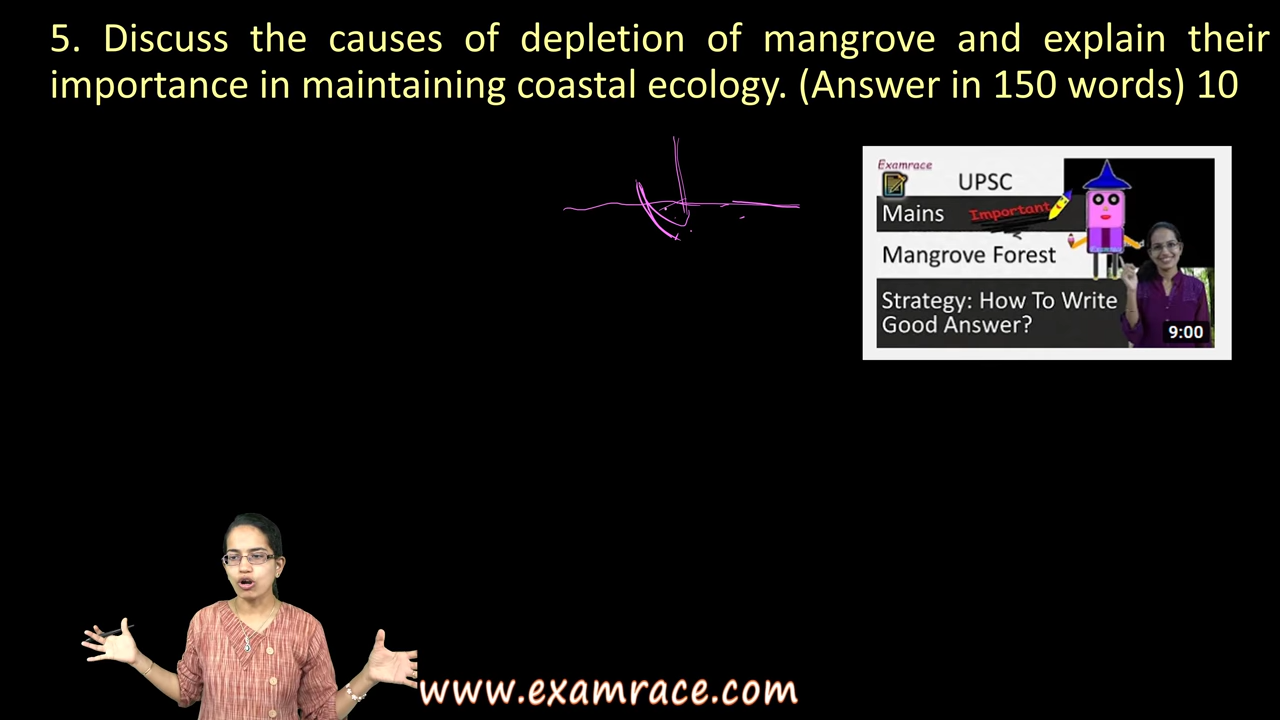 5. Discuss the causes of depletion of mangrove and explain their
importance in maintaining coastal ecology. (Answer in 150 words) 10
Examrace
UPSC
Mains Important
Mangrove Forest
Strategy: How To Write
Good Answer?
9:00
www.examrace.com